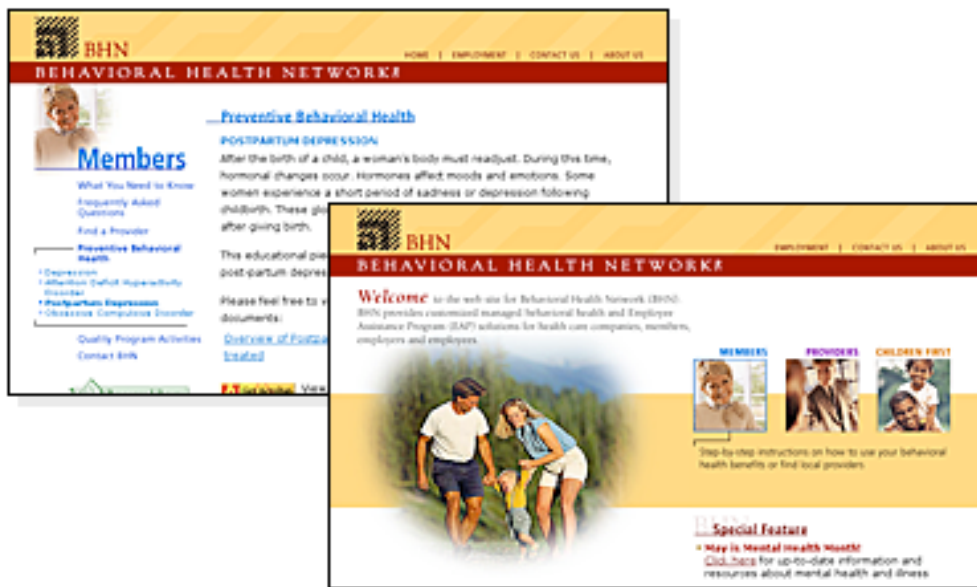 BHN
HOME | EMPLOYMENT | CONTACT US | ABOUT US
BEHAVIORAL HEALTH NETWORK
Members
What You Need to Know
Frequently Asked
Questions
Find a Provider
Preventive Behavioral
Health
Depression
Attention Deficit Hyperactivity
Disorder
Postpartum Depression
Obsessive Compulsive Disorder
Quality Program Activities
Contact BHN
Preventive Behavioral Health
POSTPARTUM DEPRESSION
After the birth of a child, a woman's body must readjust. During this time,
hormonal changes occur. Hormones affect moods and emotions. Some
women experience a short period of sadness or depression following
childbirth. These
after giving birth.
This educational
post-partum
Please feel free to
documents:
Overview of
treated
View
BHN
EMPLOYMENT | CONTACT US | ABOUT US
BEHAVIORAL HEALTH NETWORK
Welcome to the web site for Behavioral Health Network (BHN).
BHN provides customized managed behavioral health and Employee
Assistance Program (EAP) solutions for health care companies, members,
employers and employees.
MEMBERS PROVIDERS CHILDREN FIRST
Step-by-step instructions on how to use your behavioral
health benefits or find local providers.
BHN
Special Feature
May is Mental Health Month!
Click here for up-to-date information and
resources about mental health and illness